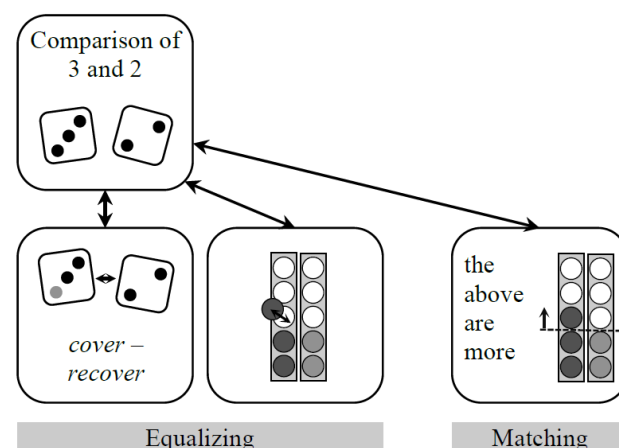 Comparison of
3 and 2
cover –
recover
the
above
are
more
Equalizing
Matching